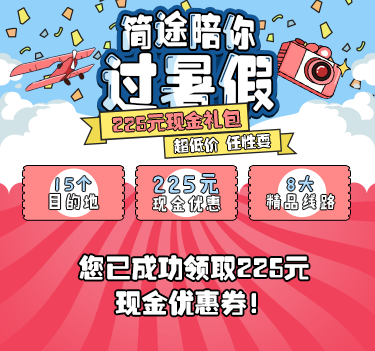 简途陪你
过暑假
225元现金礼包
超低价 任性耍
15个
目的地
225元
现金优惠
8大
精品线路
您已成功领取225元
现金优惠券!